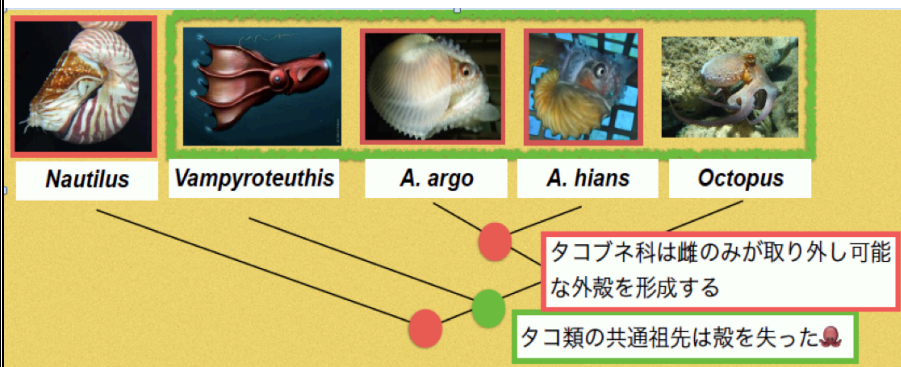 Nautilus
Vampyroteuthis
A. argo
A. hians
Octopus
タコブネ科は雌のみが取り外し可能
な外殻を形成する
タコ類の共通祖先は殻を失った🐙